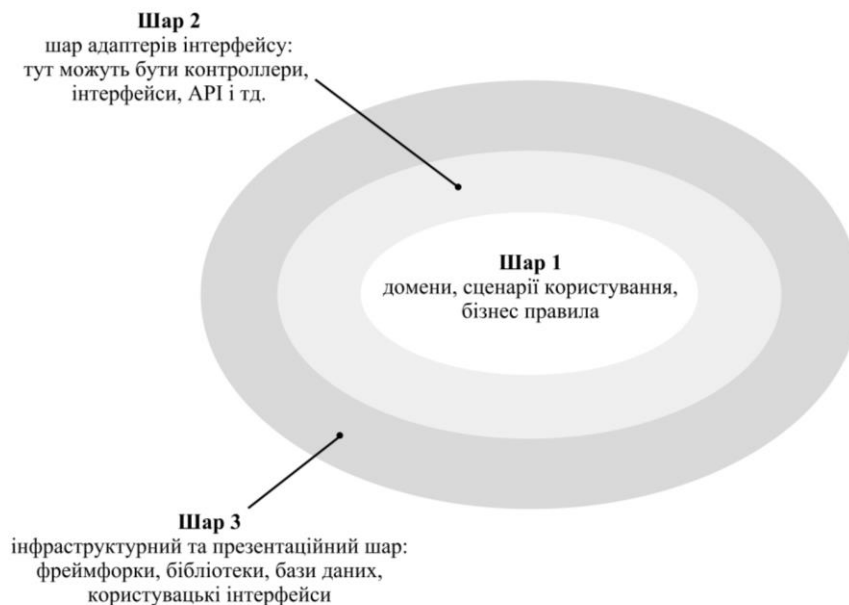 Шар 2
шар адаптерів інтерфейсу:
тут можуть бути контроллери,
інтерфейси, API і тд.
Шар 1
домени, сценарії користування,
бізнес правила
Шар 3
інфраструктурний та презентаційний шар:
фреймфорки, бібліотеки, бази даних,
користувацькі інтерфейси